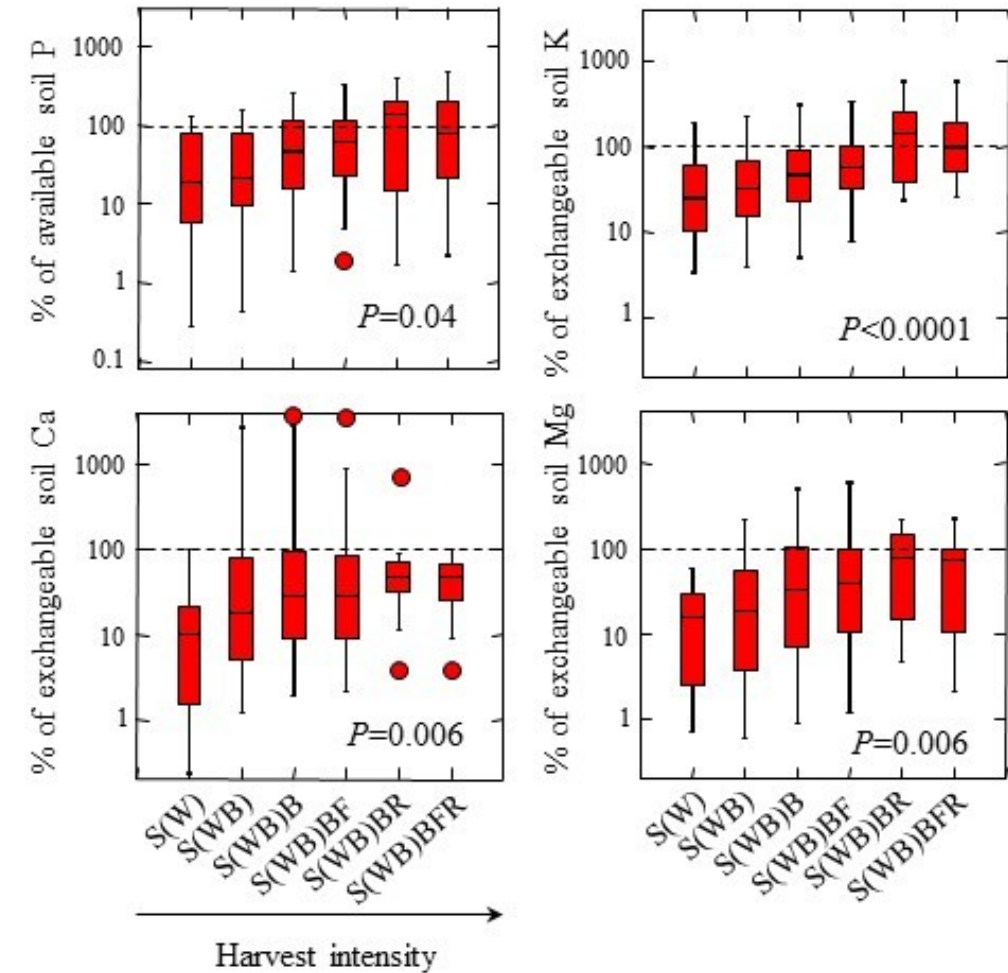 % of available soil P
1000
100
10
1
0.1
P=0.04
% of exchangeable soil K
1000
100
10
1
P<0.0001
% of exchangeable soil Ca
1000
100
10
1
P=0.006
% of exchangeable soil Mg
1000
100
10
1
P=0.006
S(W)
S(WB)
S(WB)B
S(WB)BF
S(WB)BR
S(WB)BFR
S(W)
S(WB)
S(WB)B
S(WB)BF
S(WB)BR
S(WB)BFR
Harvest intensity